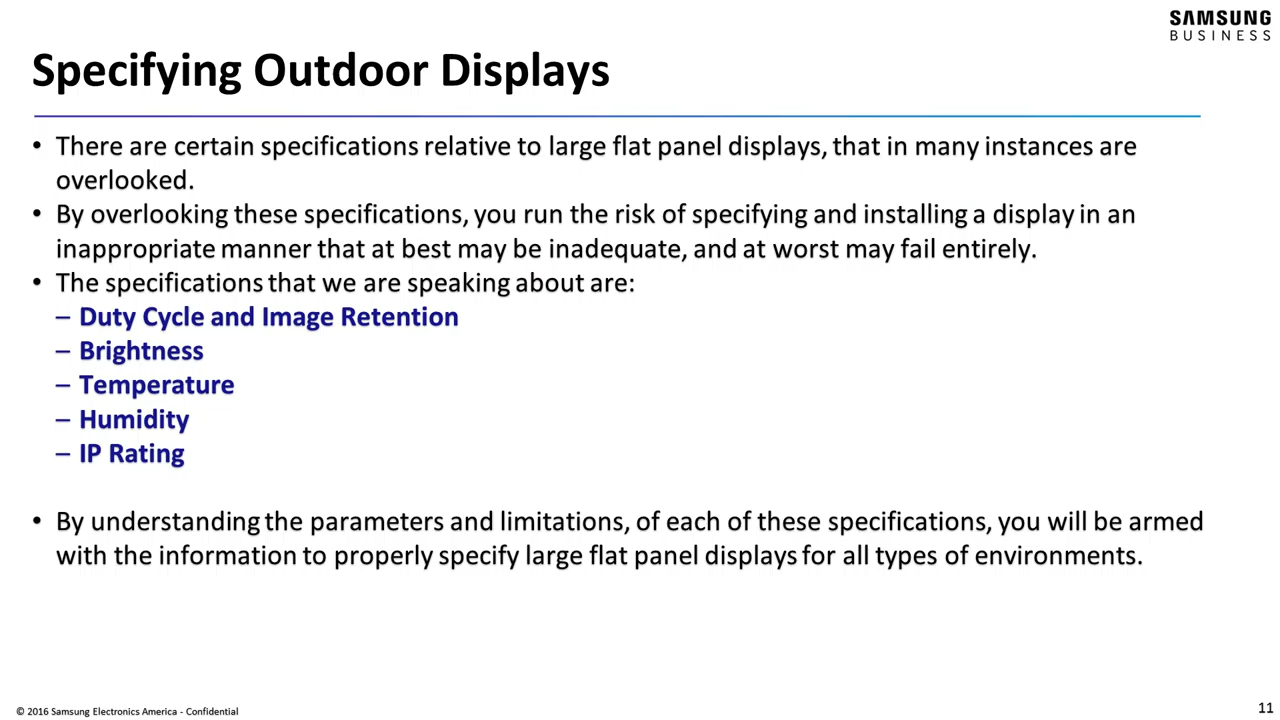 SAMSUNG
BUSINESS
Specifying Outdoor Displays
• There are certain specifications relative to large flat panel displays, that in many instances are
overlooked.
• By overlooking these specifications, you run the risk of specifying and installing a display in an
inappropriate manner that at best may be inadequate, and at worst may fail entirely.
• The specifications that we are speaking about are:
– Duty Cycle and Image Retention
– Brightness
– Temperature
– Humidity
– IP Rating
• By understanding the parameters and limitations, of each of these specifications, you will be armed
with the information to properly specify large flat panel displays for all types of environments.
© 2016 Samsung Electronics America - Confidential
11